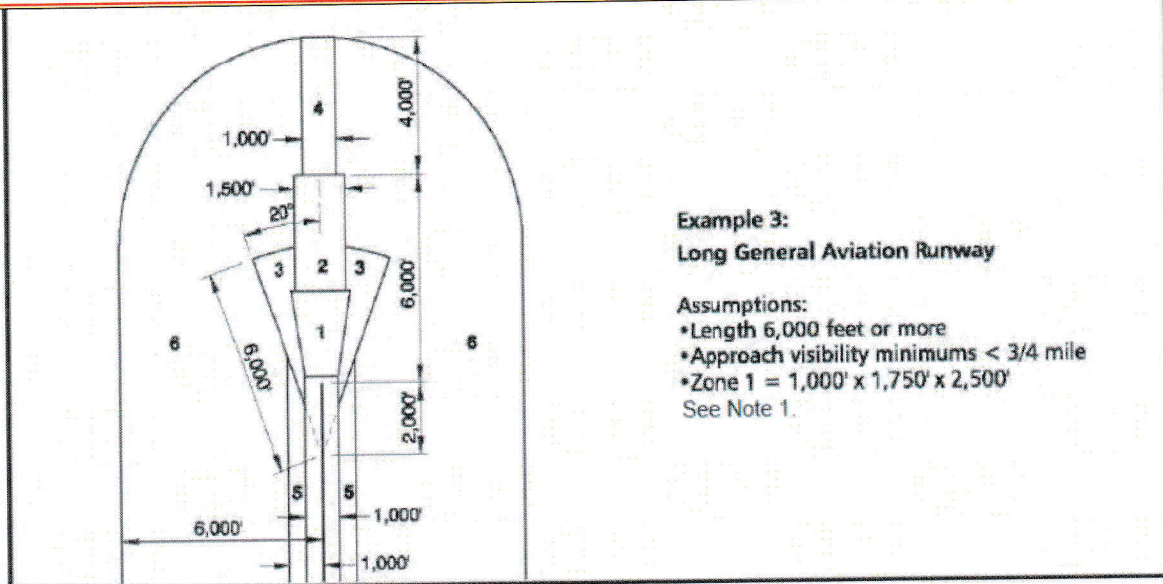 4
4,000'
1,000'
1,500'
20°
3
2
3
6,000'
1
6
6
6,000'
2,000'
5
5
1,000'
6,000'
1,000'
Example 3:
Long General Aviation Runway
Assumptions:
•Length 6,000 feet or more
•Approach visibility minimums < 3/4 mile
•Zone 1 = 1,000' x 1,750' x 2,500'
See Note 1.